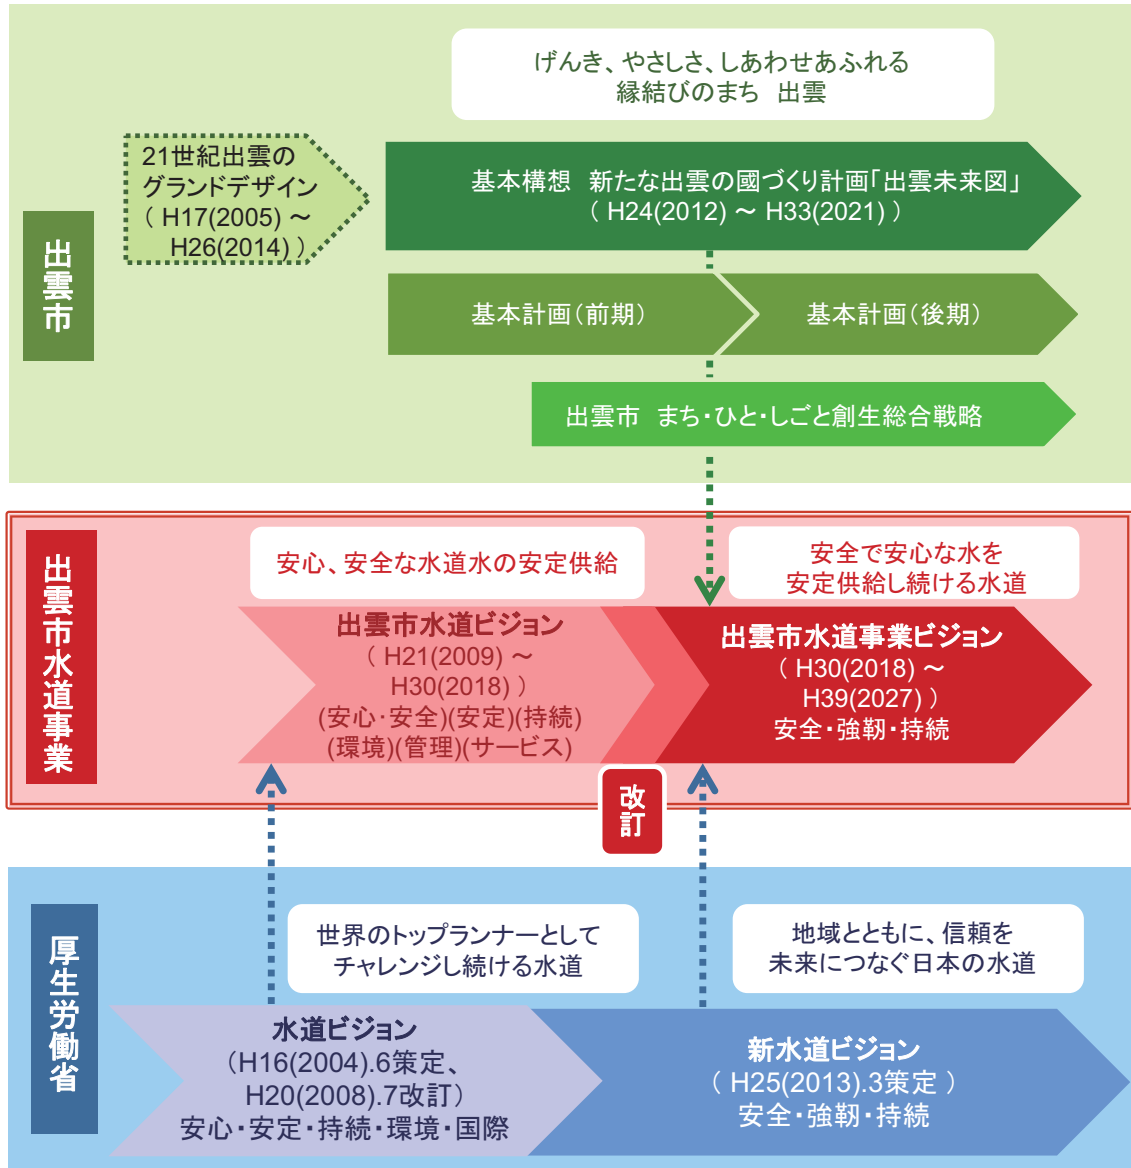 げんき、やさしさ、しあわせあふれる
縁結びのまち 出雲
21世紀出雲の
グランドデザイン
( H17(2005) ～
H26(2014) )
基本構想 新たな出雲の國づくり計画「出雲未来図」
( H24(2012) ～ H33(2021) )
出雲市
基本計画(前期)
基本計画(後期)
出雲市 まち・ひと・しごと創生総合戦略
出雲市水道事業
安心、安全な水道水の安定供給
安全で安心な水を
安定供給し続ける水道
出雲市水道ビジョン
( H21(2009) ～
H30(2018) )
(安心・安全)(安定)(持続)
(環境)(管理)(サービス)
出雲市水道事業ビジョン
( H30(2018) ～
H39(2027) )
安全・強靭・持続
改訂
厚生労働省
世界のトップランナーとして
チャレンジし続ける水道
地域とともに、信頼を
未来につなぐ日本の水道
水道ビジョン
(H16(2004).6策定、
H20(2008).7改訂)
安心・安定・持続・環境・国際
新水道ビジョン
( H25(2013).3策定 )
安全・強靭・持続